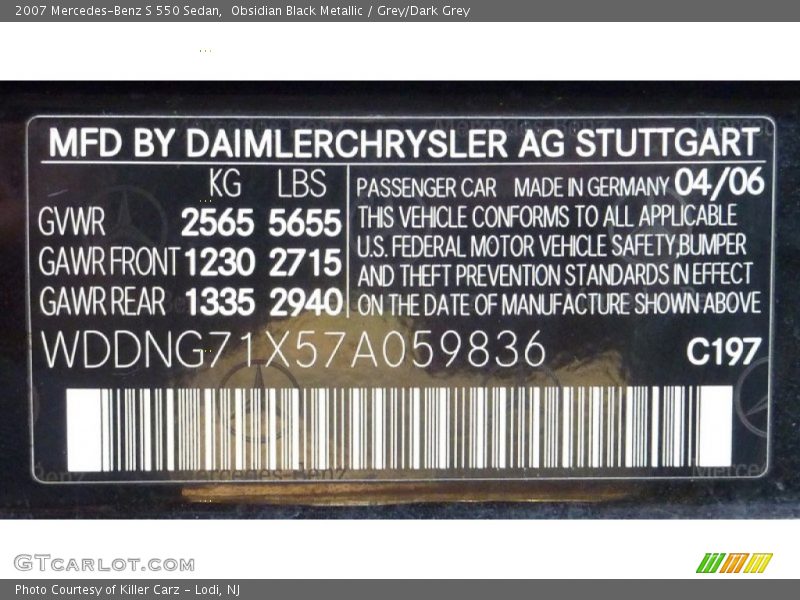 2007 Mercedes-Benz S 550 Sedan,  Obsidian Black Metallic / Grey/Dark Grey
MFD BY DAIMLERCHRYSLER AG STUTTGART
KG LBS
GVWR 2565 5655
GAWR FRONT 1230 2715
GAWR REAR 1335 2940
PASSENGER CAR MADE IN GERMANY 04/06
THIS VEHICLE CONFORMS TO ALL APPLICABLE
U.S. FEDERAL MOTOR VEHICLE SAFETY,BUMPER
AND THEFT PREVENTION STANDARDS IN EFFECT
ON THE DATE OF MANUFACTURE SHOWN ABOVE
WDDNG71X57A059836 C197
Mercedes-Benz
GTCARLOT.COM
Photo Courtesy of Killer Carz - Lodi, NJ